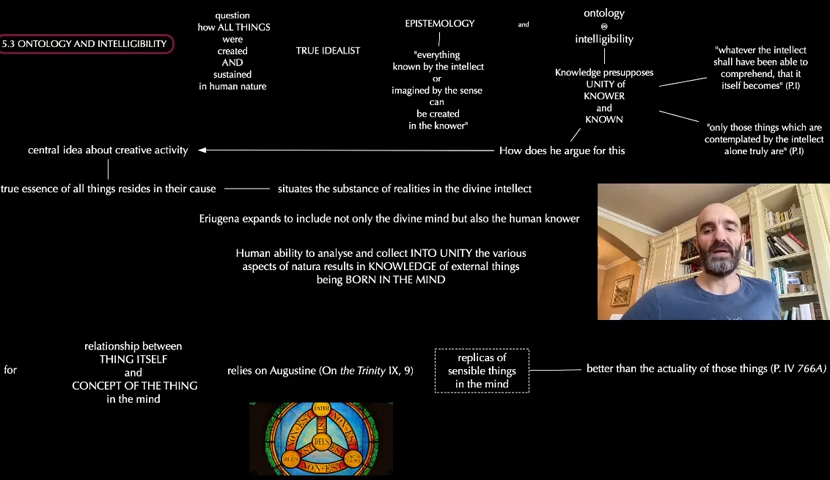 5.3 ONTOLOGY AND INTELLIGIBILITY
question
how ALL THINGS
were
created
AND
sustained
in human nature
TRUE IDEALIST
EPISTEMOLOGY
"everything
known by the intellect
or
imagined by the sense
can
be created
in the knower"
and
ontology
∞
intelligibility
Knowledge presupposes
UNITY of
KNOWER
and
KNOWN
"whatever the intellect
shall have been able to
comprehend, that it
itself becomes" (P.I)
"only those things which are
contemplated by the intellect
alone truly are" (P.I)
How does he argue for this
central idea about creative activity
true essence of all things resides in their cause
situates the substance of realities in the divine intellect
Eriugena expands to include not only the divine mind but also the human knower
Human ability to analyse and collect INTO UNITY the various
aspects of natura results in KNOWLEDGE of external things
being BORN IN THE MIND
for
relationship between
THING ITSELF
and
CONCEPT OF THE THING
in the mind
relies on Augustine (On the Trinity IX, 9)
replicas of
sensible things
in the mind
better than the actuality of those things (P. IV 766A)
NON·EST
NON·EST
EST
DEUS
EST
EST
NON·EST